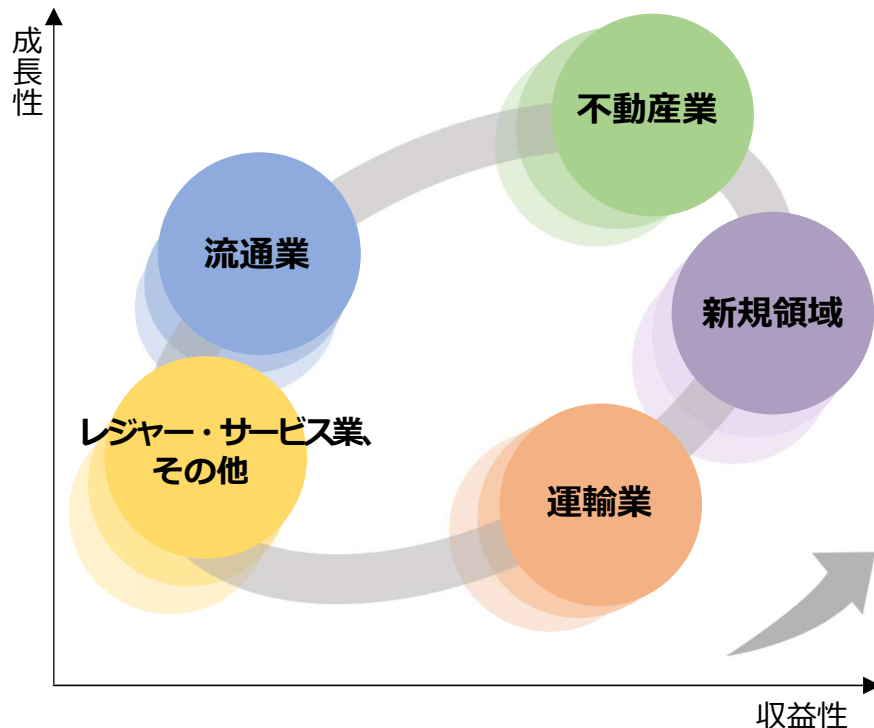 成長性
不動産業
流通業
新規領域
レジャー・サービス業、
その他
運輸業
収益性